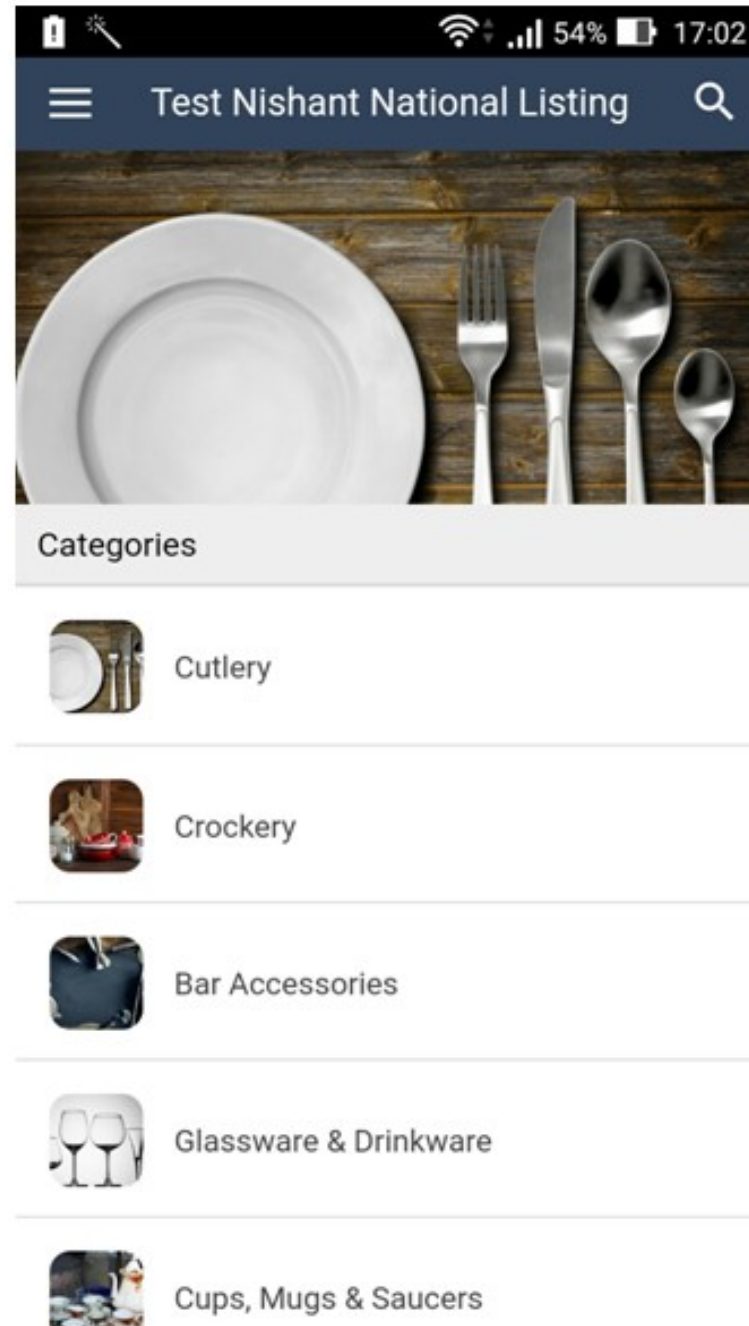 54% 17:02
Test Nishant National Listing
Categories
Cutlery
Crockery
Bar Accessories
Glassware & Drinkware
Cups, Mugs & Saucers